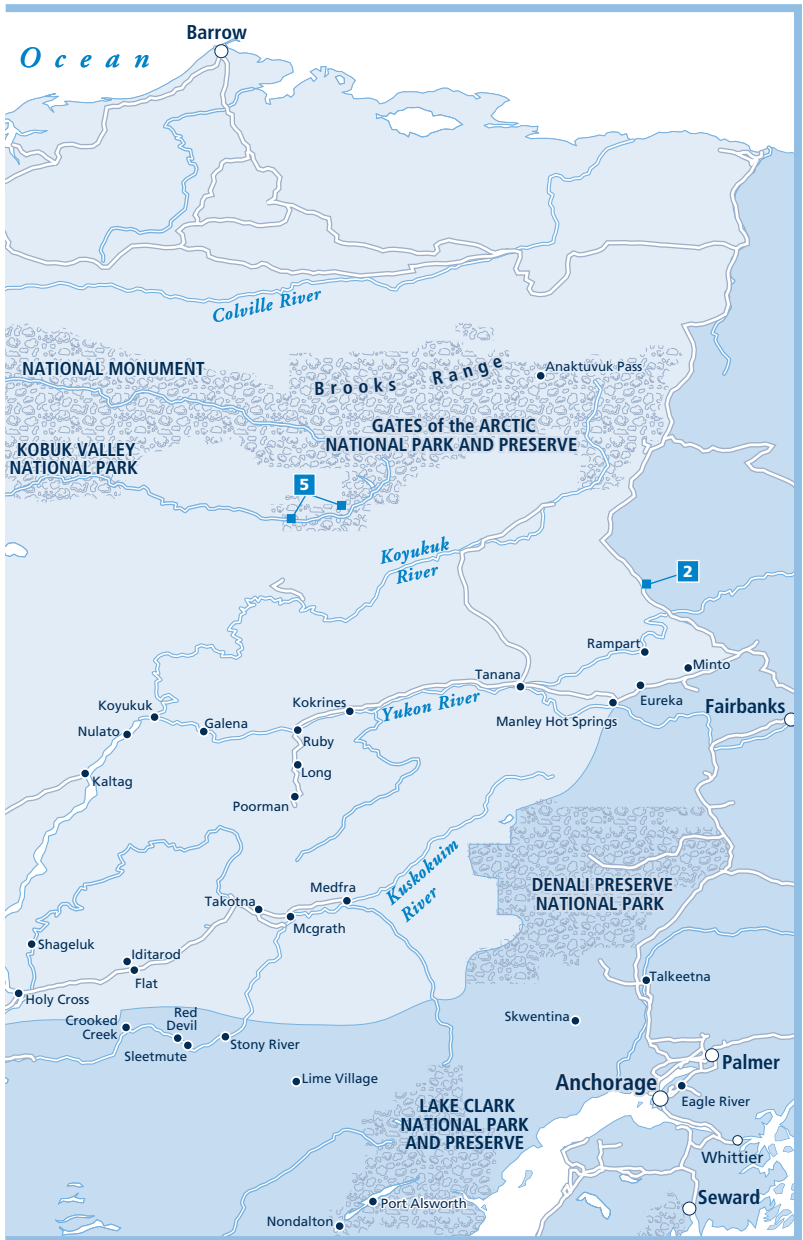 Barrow
Ocean
Colville River
NATIONAL MONUMENT
Brooks Range
Anaktuvuk Pass
GATES of the ARCTIC
NATIONAL PARK AND PRESERVE
KOBUK VALLEY
NATIONAL PARK
5
Koyukuk
River
2
Rampart
Minto
Tanana
Eureka
Koyukuk
Kokrines
Yukon River
Manley Hot Springs
Fairbanks
Nulato
Galena
Ruby
Long
Kaltag
Poorman
Kuskokuim
River
Medfra
DENALI PRESERVE
NATIONAL PARK
Takotna
Mcgrath
Shageluk
Iditarod
Flat
Talkeetna
Holy Cross
Skwentina
Crooked
Creek
Red
Devil
Sleetmute
Stony River
Palmer
Lime Village
Anchorage
Eagle River
LAKE CLARK
NATIONAL PARK
AND PRESERVE
Whittier
Seward
Port Alsworth
Nondalton